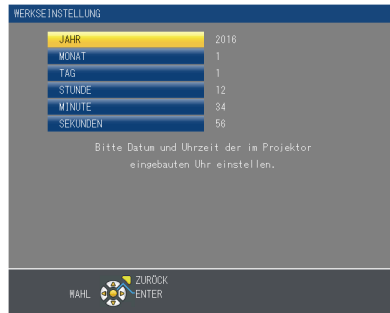 WERKSEINSTELLUNG
JAHR 2016
MONAT 1
TAG 1
STUNDE 12
MINUTE 34
SEKUNDEN 56
Bitte Datum und Uhrzeit der im Projektor
eingebauten Uhr einstellen.
ZURÖCK
WAHL ENTER